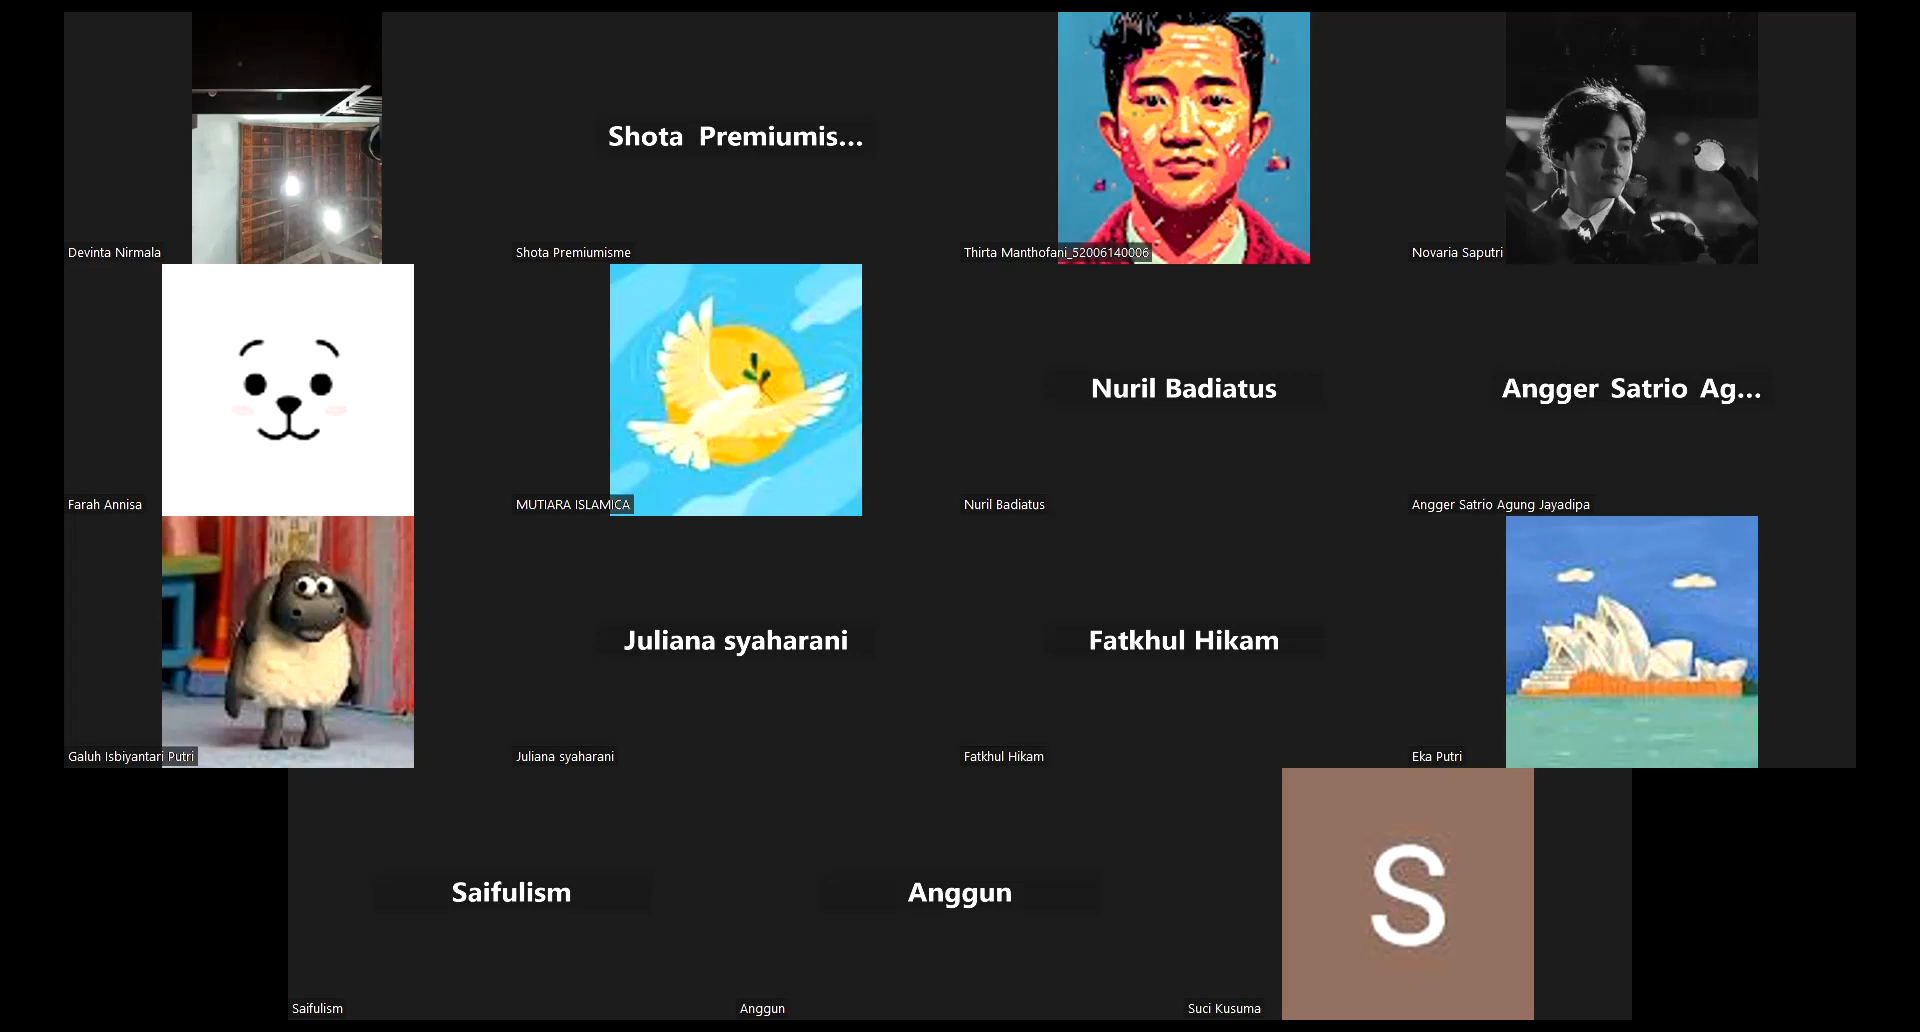 Devinta Nirmala
Shota Premiumis...
Shota Premiumisme
Thirta Manthofani_52006140006
Novaria Saputri
Farah Annisa
MUTIARA ISLAMICA
Nuril Badiatus
Nuril Badiatus
Angger Satrio Ag...
Angger Satrio Agung Jayadipa
Galuh Isbiyantari Putri
Juliana syaharani
Juliana syaharani
Fatkhul Hikam
Fatkhul Hikam
Eka Putri
Saifulism
Saifulism
Anggun
Anggun
S
Suci Kusuma